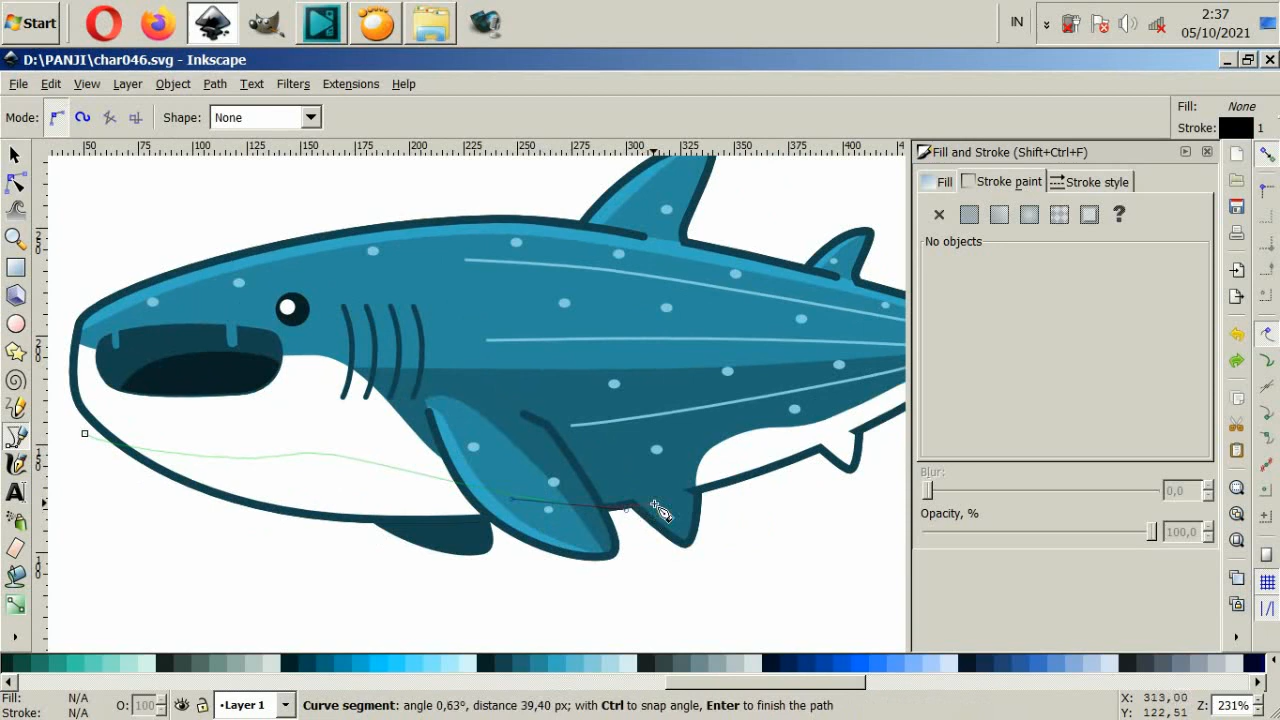 Start
IN
2:37
05/10/2021
D:\PANJI\char046.svg - Inkscape
File Edit View Layer Object Path Text Filters Extensions Help
Mode:
Shape:
None
Fill: None
Stroke: 1
50 75 100 125 150 175 200 225 250 275 300 325 350 375 400
Fill and Stroke (Shift+Ctrl+F)
Fill
Stroke paint
Stroke style
?
No objects
Blur:
0,0
Opacity, %
100,0
Fill: N/A
Stroke: N/A
O: 100
Layer 1
Curve segment: angle 0,63°, distance 39,40 px; with Ctrl to snap angle, Enter to finish the path
X: 313,00
Y: 122,51
Z: 231%